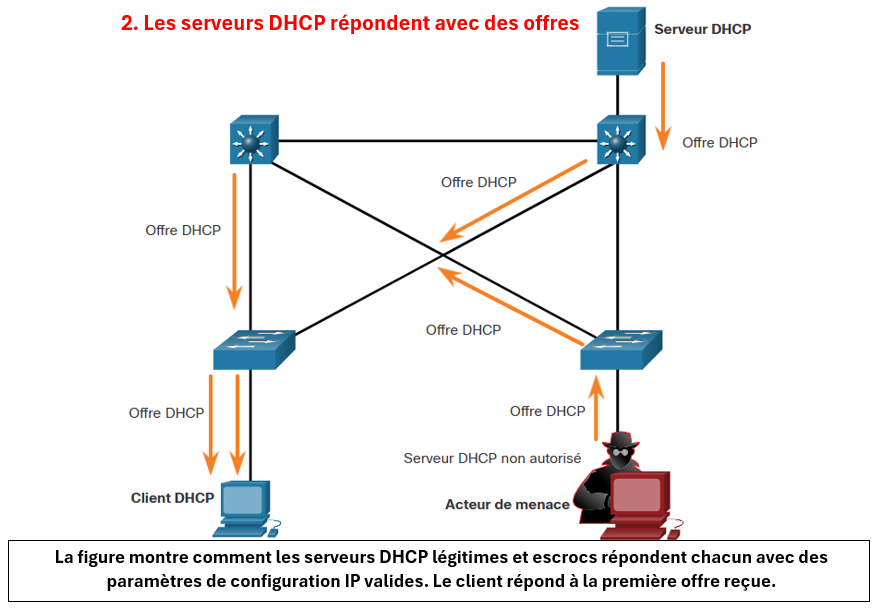 2. Les serveurs DHCP répondent avec des offres
Serveur DHCP
Offre DHCP
Offre DHCP
Offre DHCP
Offre DHCP
Offre DHCP
Offre DHCP
Serveur DHCP non autorisé
Client DHCP
Acteur de menace
La figure montre comment les serveurs DHCP légitimes et escrocs répondent chacun avec des
paramètres de configuration IP valides. Le client répond à la première offre reçue.